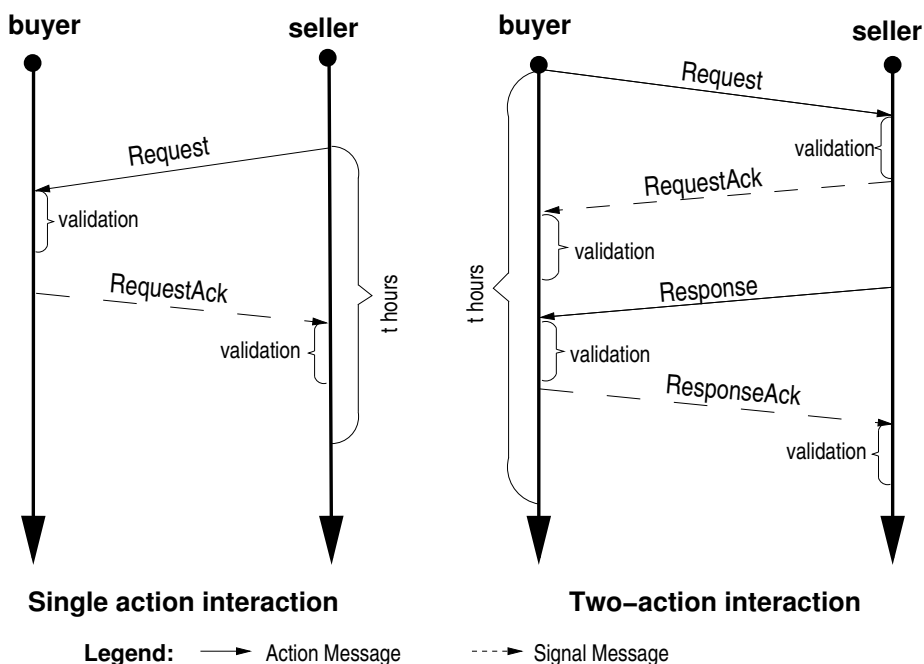 buyer
seller
Request
validation
RequestAck
validation
t hours
Single action interaction
buyer
seller
Request
validation
RequestAck
validation
Response
validation
ResponseAck
validation
t hours
Two−action interaction
Legend: Action Message Signal Message